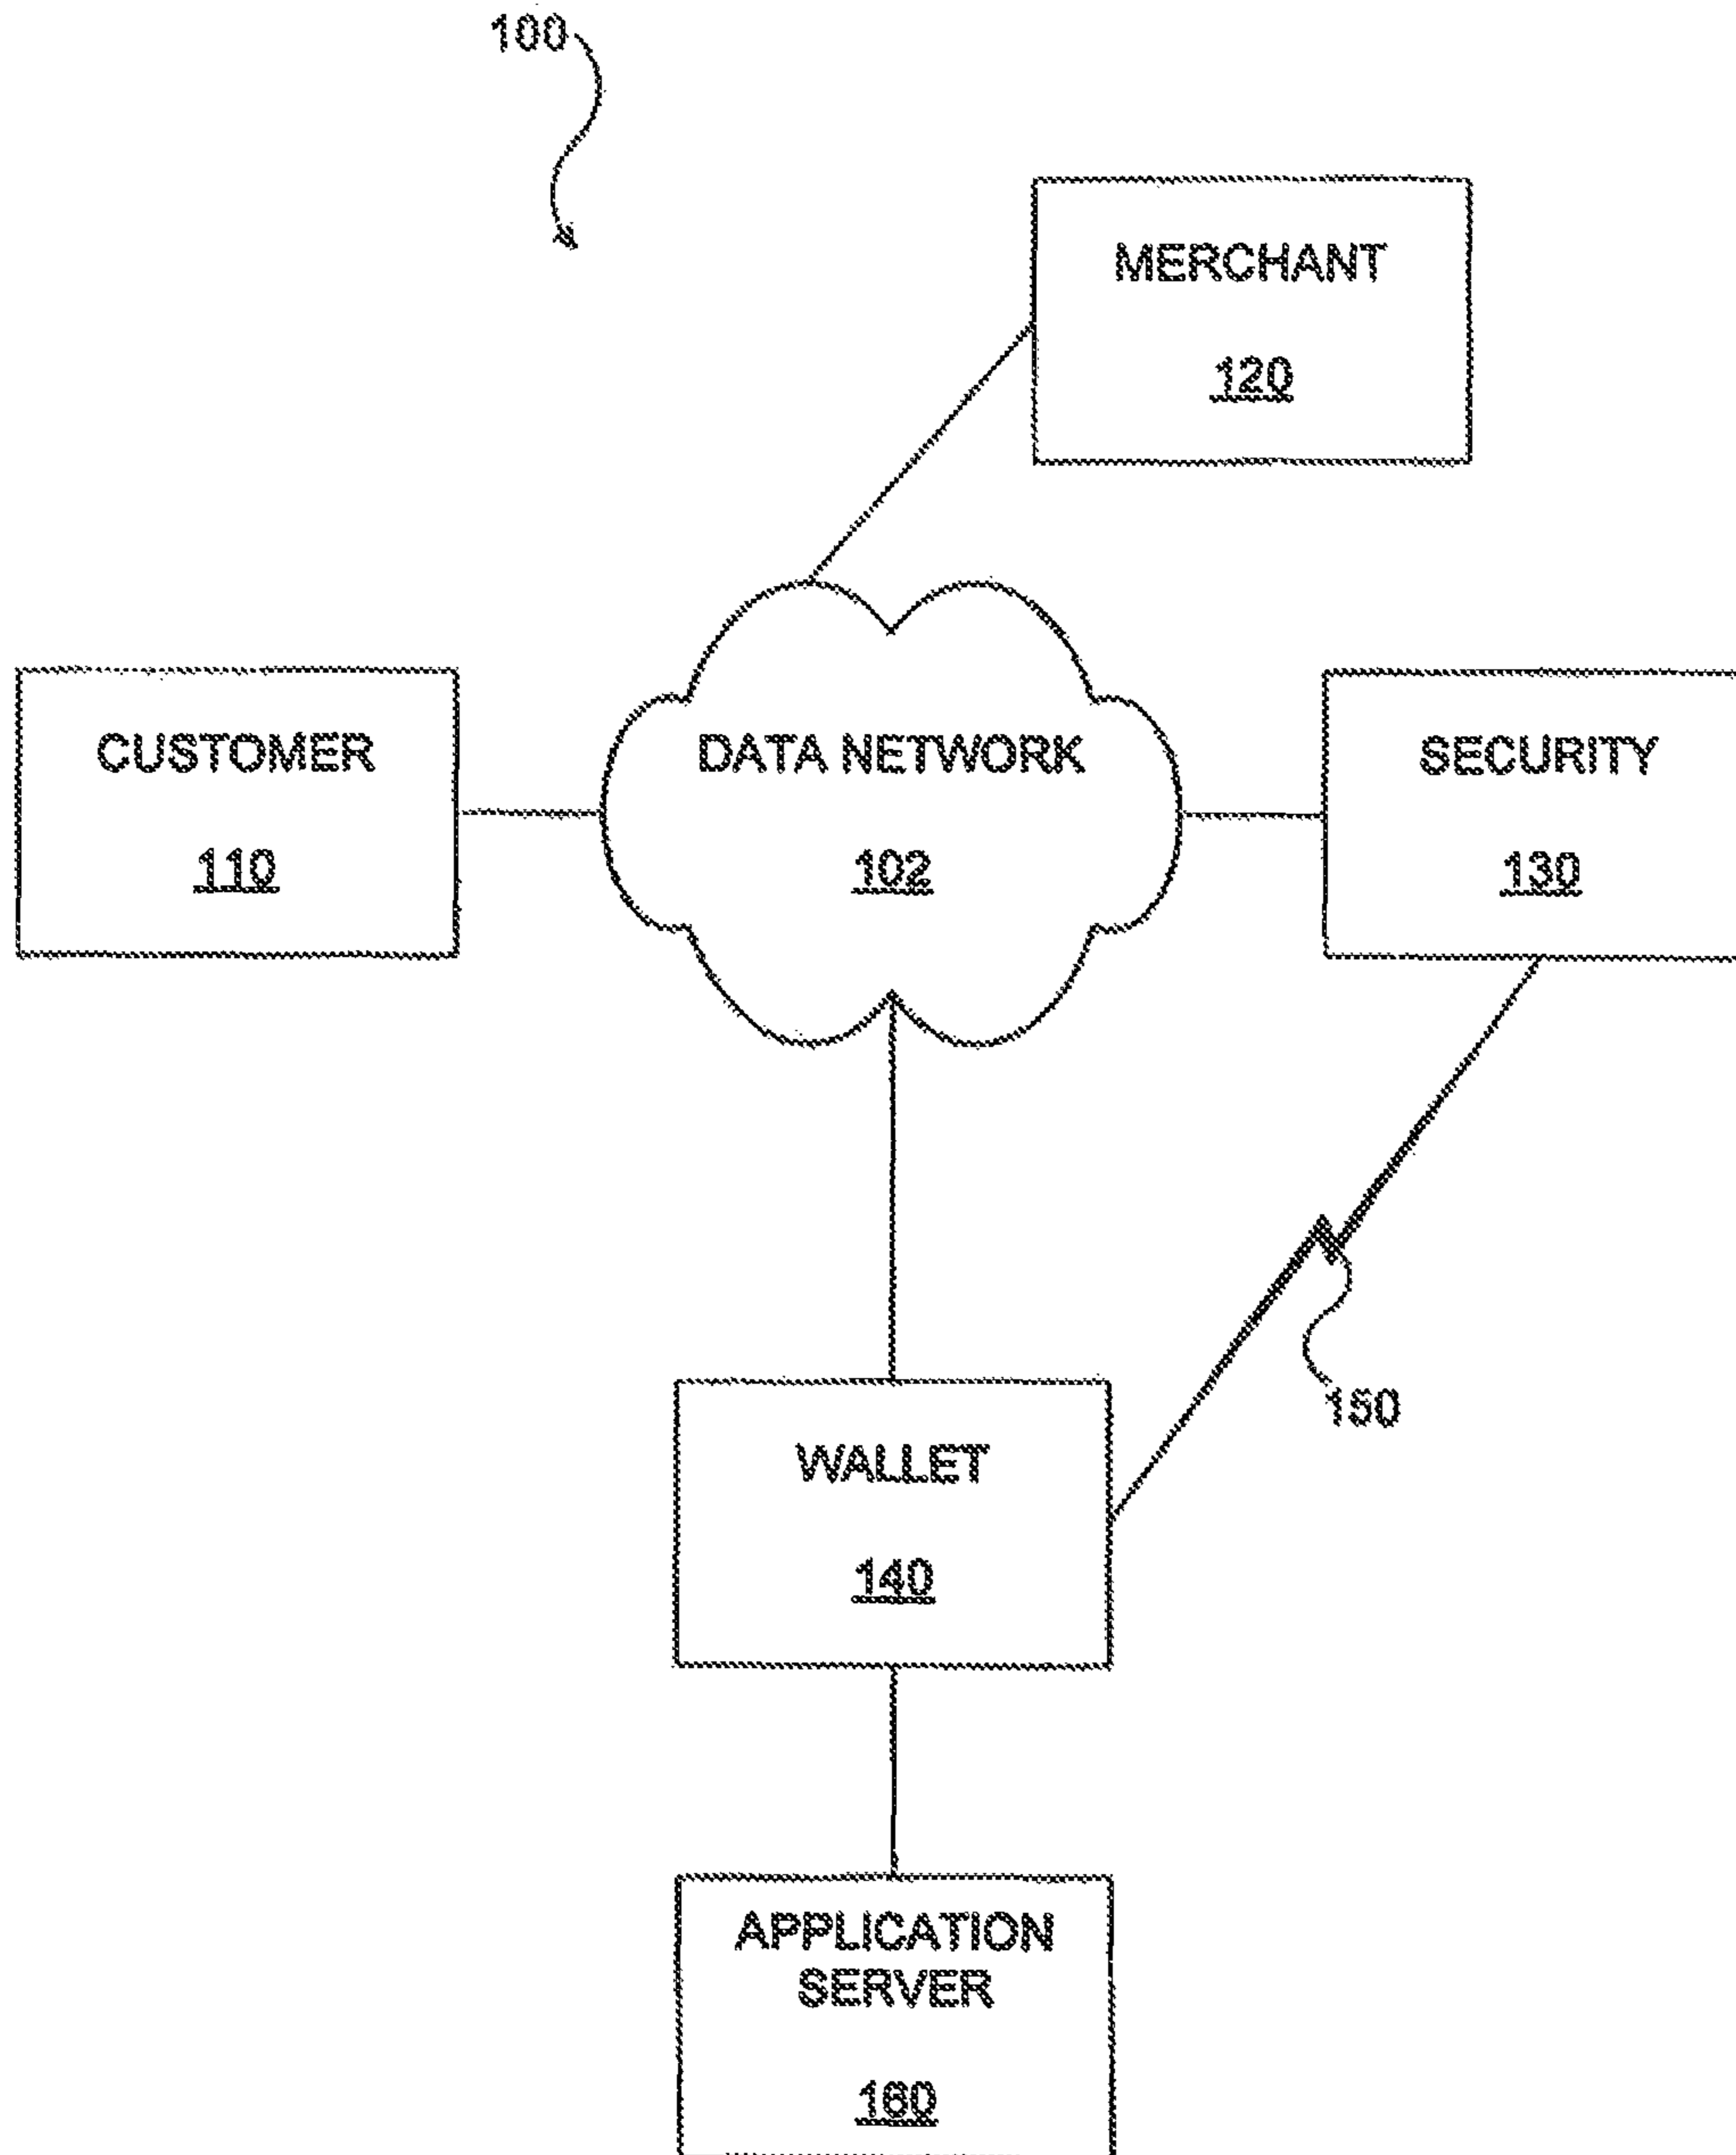 100
MERCHANT
120
CUSTOMER
110
DATA NETWORK
102
SECURITY
130
150
WALLET
140
APPLICATION
SERVER
160